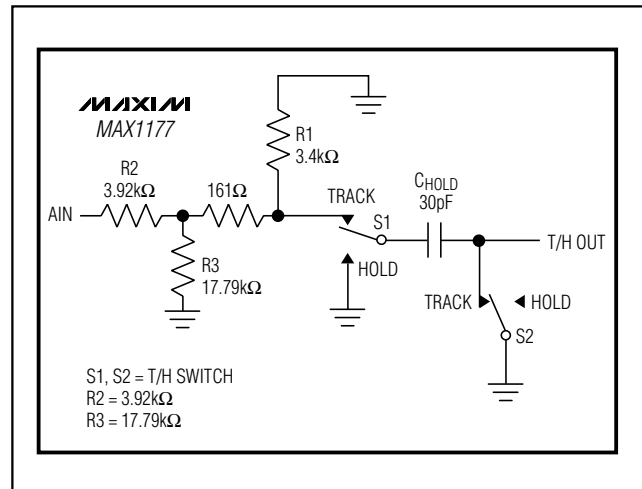 MAXIM
MAX1177
R1
3.4kΩ
R2
3.92kΩ
161Ω
AIN
R3
17.79kΩ
TRACK
S1
HOLD
CHOLD
30pF
T/H OUT
TRACK
HOLD
S2
S1, S2 = T/H SWITCH
R2 = 3.92kΩ
R3 = 17.79kΩ